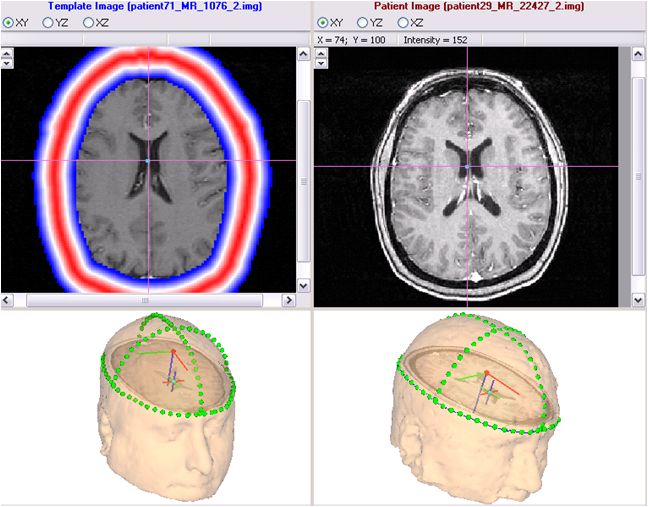 Template Image (patient71_MR_1076_2.img)
XY YZ XZ
Patient Image (patient29_MR_22427_2.img)
XY YZ XZ
X = 74; Y = 100 Intensity = 152